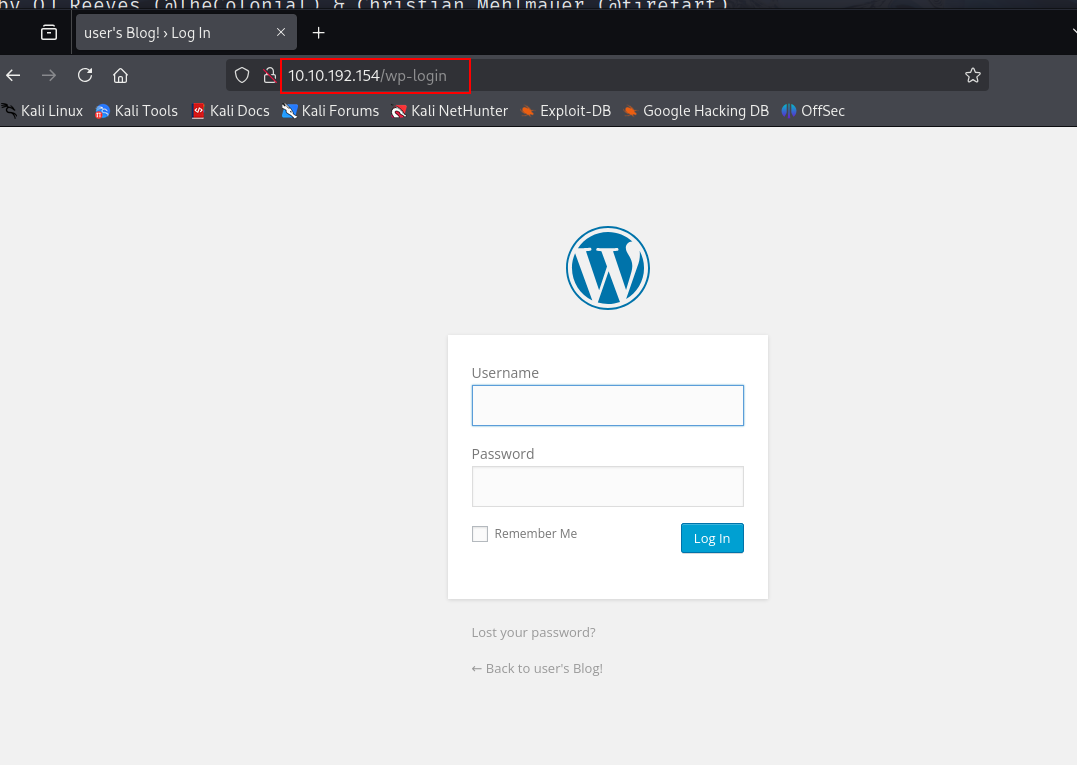 by OJ Reeves (@TheColonial) & Christian Mehlmauer (@firefart)
user's Blog! › Log In
10.10.192.154/wp-login
Kali Linux Kali Tools Kali Docs Kali Forums Kali NetHunter Exploit-DB Google Hacking DB OffSec
Username
Password
Remember Me
Log In
Lost your password?
← Back to user's Blog!